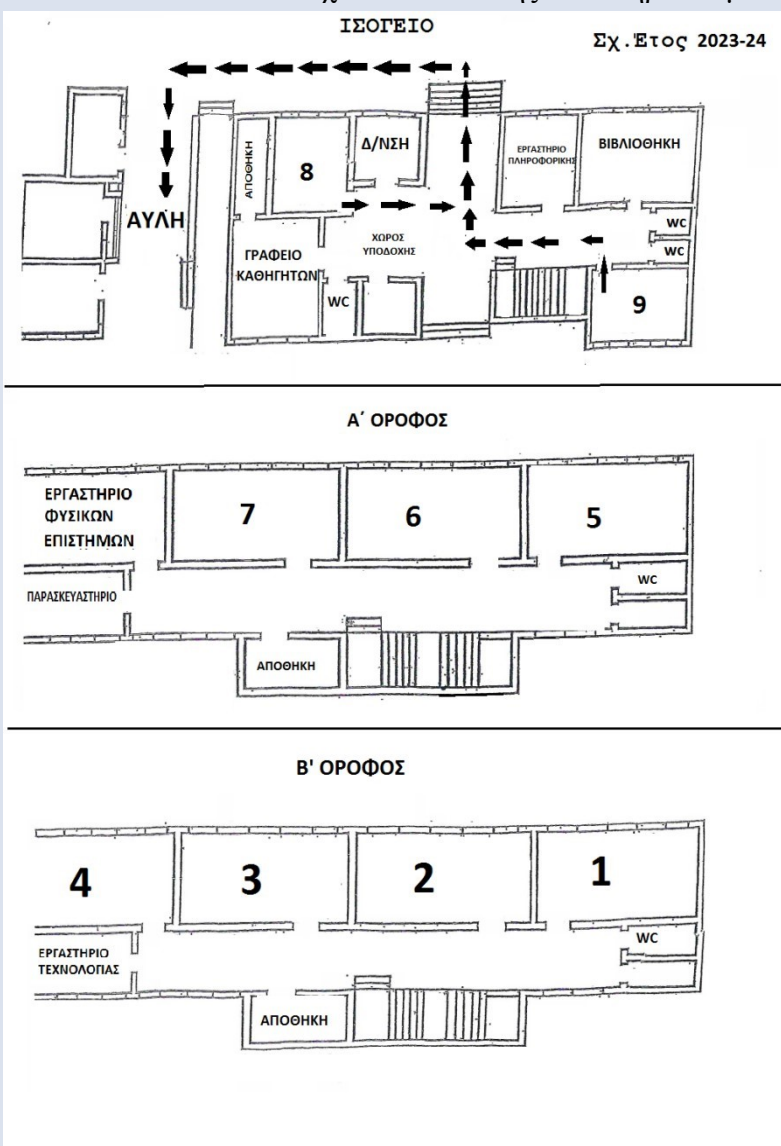 ΙΣΟΓΕΙΟ
Σχ.Έτος 2023-24
ΑΠΟΘΗΚΗ
8
Δ/ΝΣΗ
ΕΡΓΑΣΤΗΡΙΟ
ΠΛΗΡΟΦΟΡΙΚΗΣ
ΒΙΒΛΙΟΘΗΚΗ
ΑΥΛΗ
ΓΡΑΦΕΙΟ
ΚΑΘΗΓΗΤΩΝ
ΧΩΡΟΣ
ΥΠΟΔΟΧΗΣ
WC
WC
WC
9
Α΄ ΟΡΟΦΟΣ
ΕΡΓΑΣΤΗΡΙΟ
ΦΥΣΙΚΩΝ
ΕΠΙΣΤΗΜΩΝ
7
6
5
ΠΑΡΑΣΚΕΥΑΣΤΗΡΙΟ
WC
ΑΠΟΘΗΚΗ
Β' ΟΡΟΦΟΣ
4
3
2
1
ΕΡΓΑΣΤΗΡΙΟ
ΤΕΧΝΟΛΟΓΙΑΣ
WC
ΑΠΟΘΗΚΗ